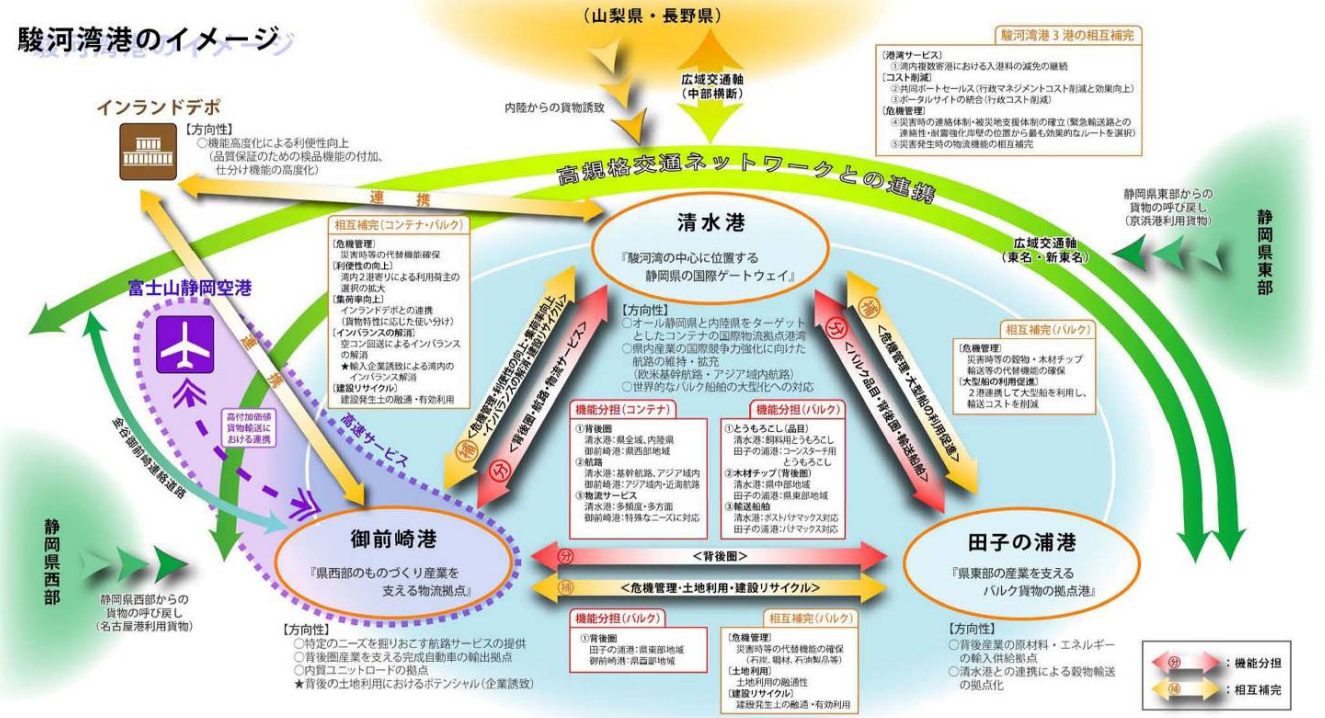 駿河湾港のイメージ
(山梨県・長野県)
広域交通軸
(中部横断)
内陸からの貨物誘致
駿河湾港3港の相互補完
[港湾サービス]
①湾内複数寄港における入港料の減免の継続
[コスト削減]
②共同ポートセールス(行政マネジメントコスト削減と効果向上)
③ポータルサイトの統合(行政コスト削減)
[危機管理]
④災害時の連絡体制・被災地支援体制の確立(緊急輸送路との
連絡性・耐震強化岸壁の位置から最も効果的なルートを選択)
⑤災害発生時の物流機能の相互補完
インランドデポ
【方向性】
○機能高度化による利便性向上
(品質保証のための検品機能の付加、
仕分け機能の高度化)
高規格交通ネットワークとの連携
連携
連携
静岡県東部からの
貨物の呼び戻し
(京浜港利用貨物)
静岡県東部
広域交通軸
(東名・新東名)
清水港
『駿河湾の中心に位置する
静岡県の国際ゲートウェイ』
【方向性】
○オール静岡県と内陸県をターゲット
としたコンテナの国際物流拠点港湾
○県内産業の国際競争力強化に向けた
航路の維持・拡充
(欧米基幹航路・アジア域内航路)
○世界的なバルク船舶の大型化への対応
相互補完(コンテナ・バルク)
[危機管理]
災害時等の代替機能確保
[利便性の向上]
湾内2港寄りによる利用荷主の
選択の拡大
[集荷率向上]
インランドデポとの連携
(貨物特性に応じた使い分け)
[インバランスの解消]
空コン回送によるインバランス
の解消
★輸入企業誘致による湾内の
インバランス解消
[建設リサイクル]
建設発生土の融通・有効利用
富士山静岡空港
高付加価値
貨物輸送に
おける連携
高速サービス
金谷御前崎連絡道路
補
<危機管理・利便性の向上・集荷率向上
・インバランスの解消・建設リサイクル>
分
<背後圏・航路・物流サービス>
分
<バルク品目・背後圏・輸送船舶>
補
<危機管理・大型船の利用促進>
相互補完(バルク)
[危機管理]
災害時等の穀物・木材チップ
輸送等の代替機能の確保
[大型船の利用促進]
2港連携して大型船を利用し、
輸送コストを削減
機能分担(コンテナ)
①背後圏
清水港:県全域、内陸県
御前崎港:県西部地域
②航路
清水港:基幹航路、アジア域内
御前崎港:アジア域内・近海航路
③物流サービス
清水港:多頻度・多方面
御前崎港:特殊なニーズに対応
機能分担(バルク)
①とうもろこし(品目)
清水港:飼料用とうもろこし
田子の浦港:コーンスターチ用
とうもろこし
②木材チップ(背後圏)
清水港:県中部地域
田子の浦港:県東部地域
③輸送船舶
清水港:ポストパナマックス対応
田子の浦港:パナマックス対応
静岡県西部
静岡県西部からの
貨物の呼び戻し
(名古屋港利用貨物)
御前崎港
『県西部のものづくり産業を
支える物流拠点』
【方向性】
○特定のニーズを掘りおこす航路サービスの提供
○背後圏産業を支える完成自動車の輸出拠点
○内貿ユニットロードの拠点
★背後の土地利用におけるポテンシャル(企業誘致)
分
<背後圏>
補
<危機管理・土地利用・建設リサイクル>
機能分担(バルク)
①背後圏
田子の浦港:県東部地域
御前崎港:県西部地域
相互補完(バルク)
[危機管理]
災害時等の代替機能の確保
(石炭、鋼材、石油製品等)
[土地利用]
土地利用の融通性
[建設リサイクル]
建設発生土の融通・有効利用
田子の浦港
『県東部の産業を支える
バルク貨物の拠点港』
【方向性】
○背後産業の原材料・エネルギー
の輸入供給拠点
○清水港との連携による穀物輸送
の拠点化
分 :機能分担
補 :相互補完